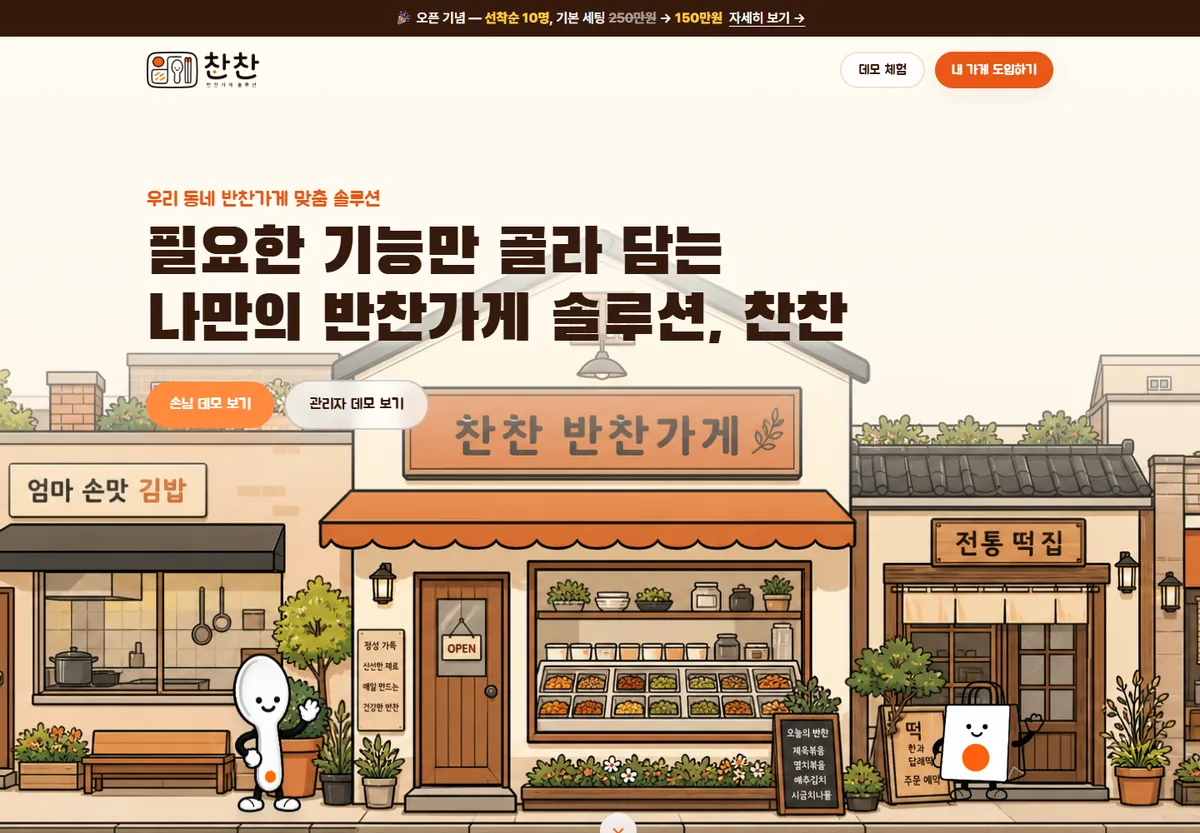 🎉 오픈 기념 — 선착순 10명, 기본 세팅 250만원 → 150만원 자세히 보기 →
찬찬
반찬가게 솔루션
데모 체험
내 가게 도입하기
우리 동네 반찬가게 맞춤 솔루션
필요한 기능만 골라 담는
나만의 반찬가게 솔루션, 찬찬
손님 데모 보기
관리자 데모 보기
찬찬 반찬가게
엄마 손맛 김밥
전통 떡집
OPEN
정성 가득
신선한 재료
매일 만드는
건강한 반찬
오늘의 반찬
제육볶음
멸치볶음
배추김치
시금치나물
떡
한과
답례떡
주문 예약